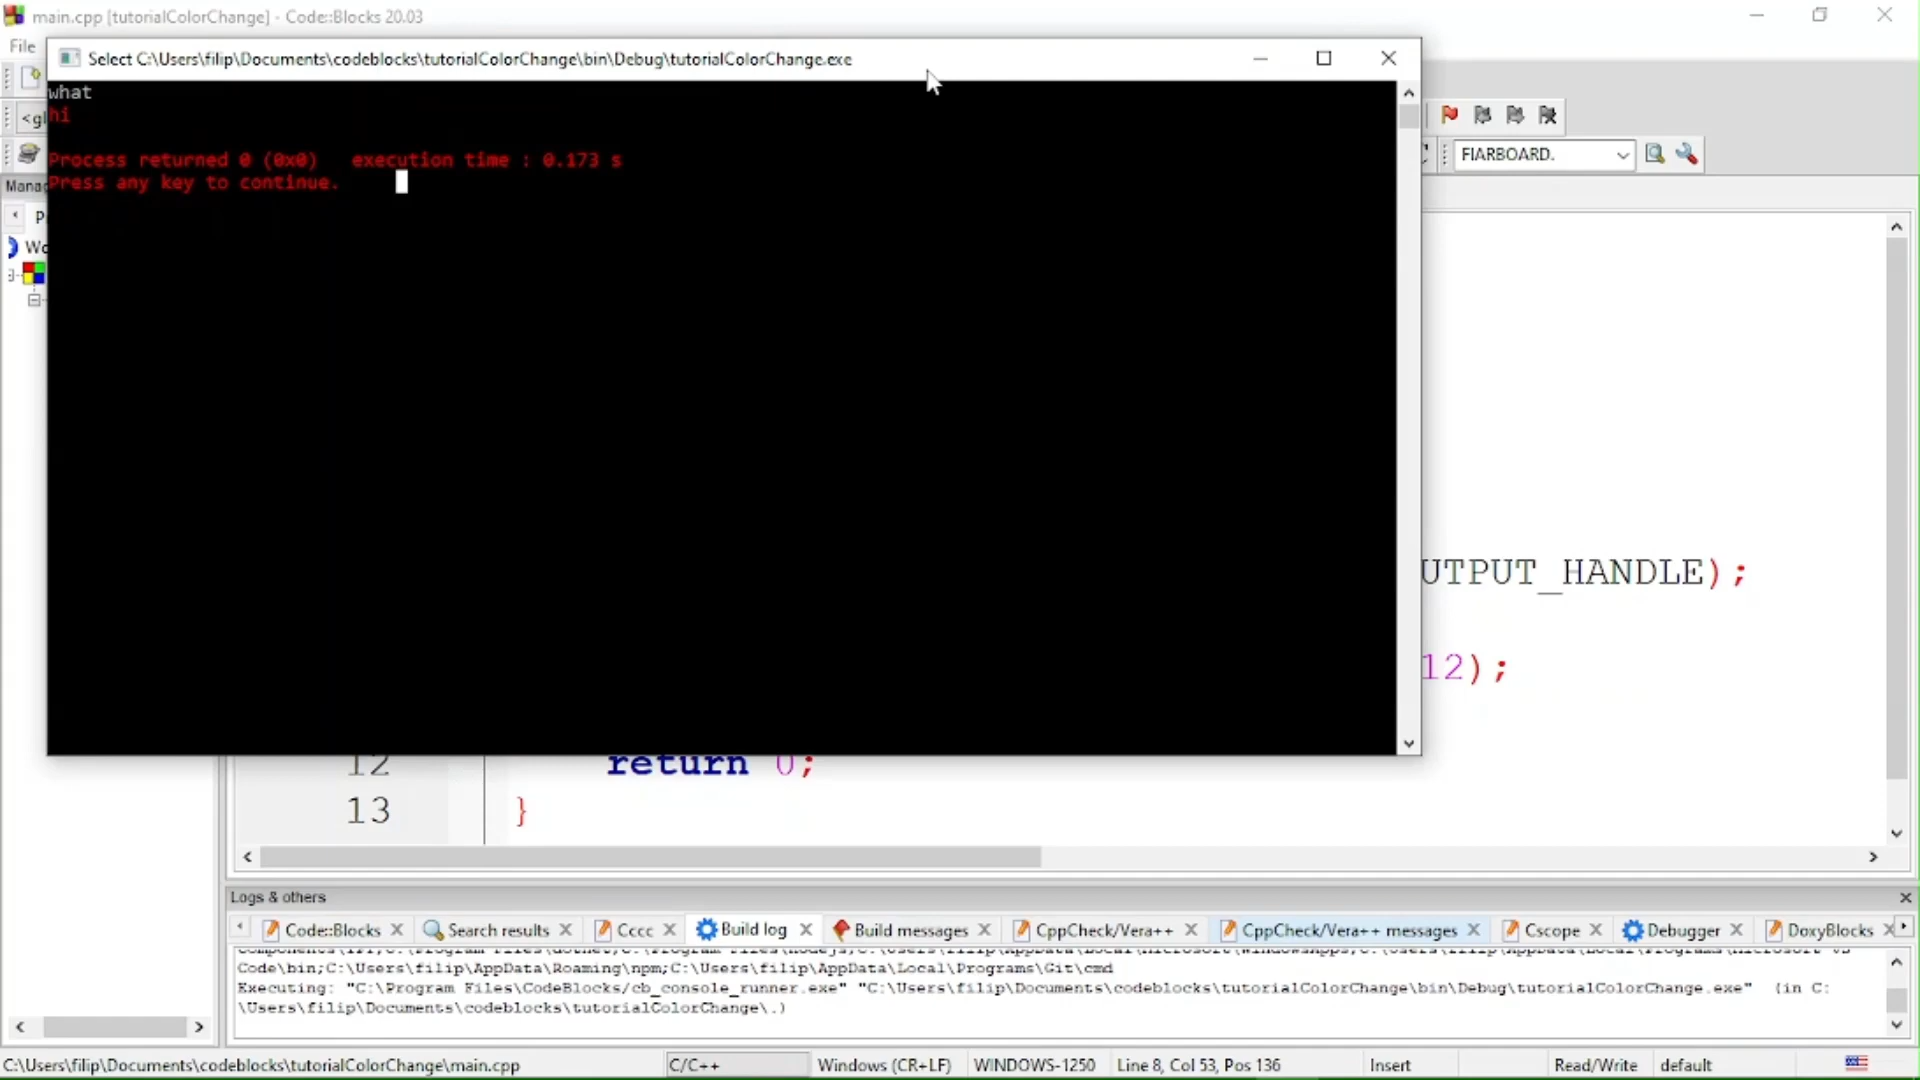 main.cpp [tutorialColorChange] - Code::Blocks 20.03
File
Select C:\Users\filip\Documents\codeblocks\tutorialColorChange\bin\Debug\tutorialColorChange.exe
what
hi
<gl
FIARBOARD.
Process returned 0 (0x0)   execution time : 0.173 s
Press any key to continue.
Manag
P
Wo
UTPUT_HANDLE);
12);
12 return 0;
13 }
Logs & others
Code::Blocks Search results Cccc Build log Build messages CppCheck/Vera++ CppCheck/Vera++ messages Cscope Debugger DoxyBlocks
Code\bin;C:\Users\filip\AppData\Roaming\npm;C:\Users\filip\AppData\Local\Programs\Git\cmd
Executing: "C:\Program Files\CodeBlocks/cb_console_runner.exe" "C:\Users\filip\Documents\codeblocks\tutorialColorChange\bin\Debug\tutorialColorChange.exe"  (in C:
\Users\filip\Documents\codeblocks\tutorialColorChange\.)
C:\Users\filip\Documents\codeblocks\tutorialColorChange\main.cpp C/C++ Windows (CR+LF) WINDOWS-1250 Line 8, Col 53, Pos 136 Insert Read/Write default